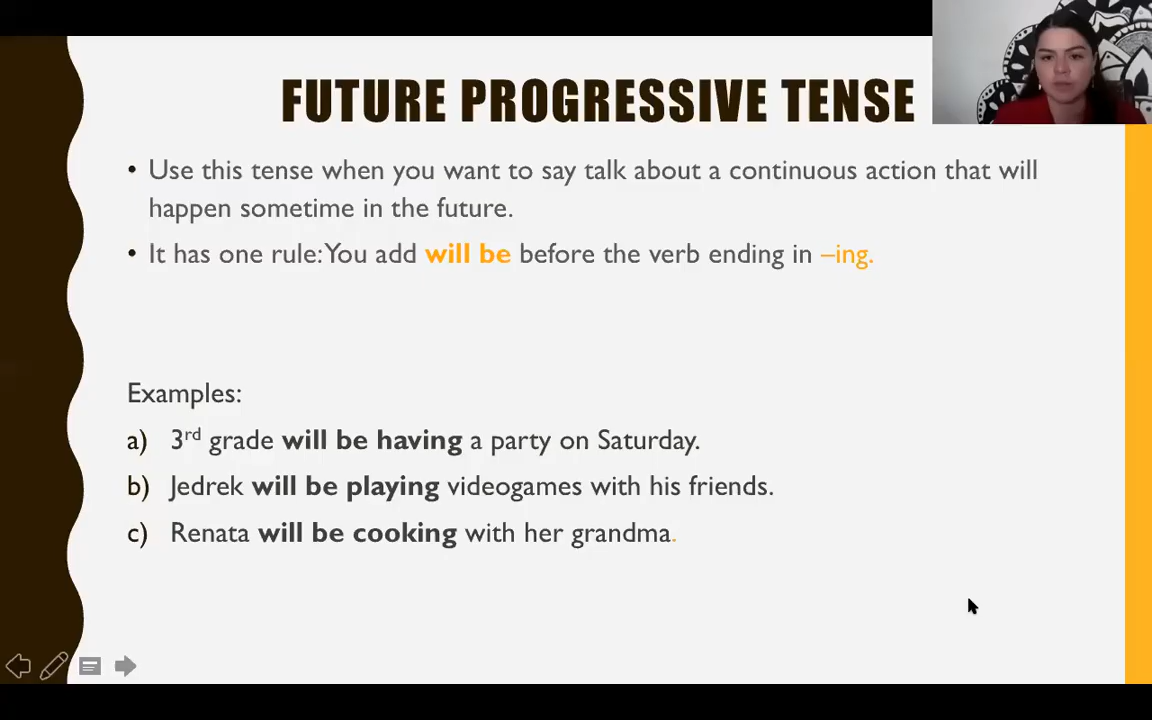 FUTURE PROGRESSIVE TENSE
• Use this tense when you want to say talk about a continuous action that will
happen sometime in the future.
• It has one rule: You add will be before the verb ending in –ing.
Examples:
a) 3rd grade will be having a party on Saturday.
b) Jedrek will be playing videogames with his friends.
c) Renata will be cooking with her grandma.